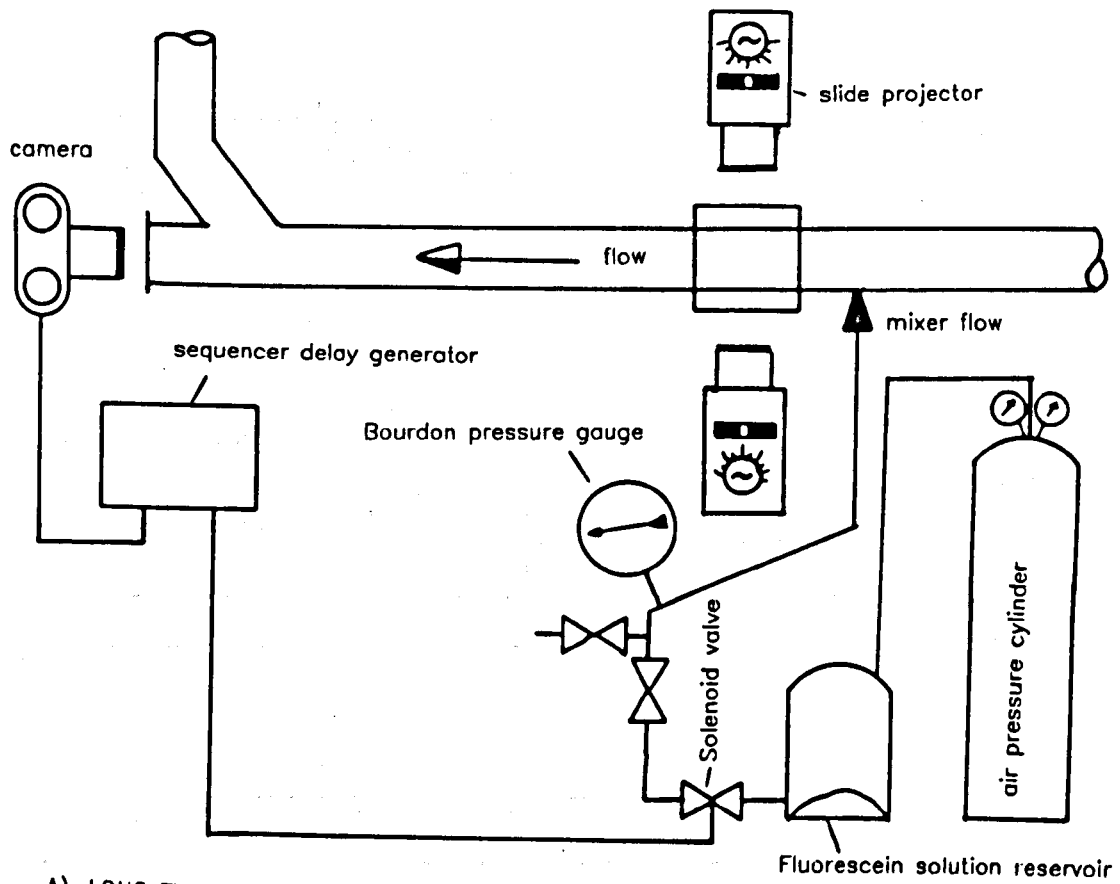 slide projector
camera
flow
mixer flow
sequencer delay generator
Bourdon pressure gauge
Solenoid valve
air pressure cylinder
Fluorescein solution reservoir